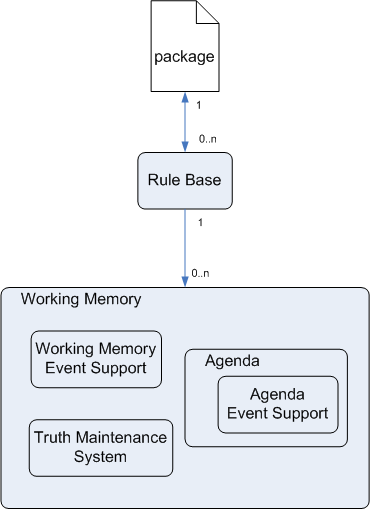 package
1
0..n
Rule Base
1
0..n
Working Memory
Working Memory
Event Support
Agenda
Agenda
Event Support
Truth Maintenance
System